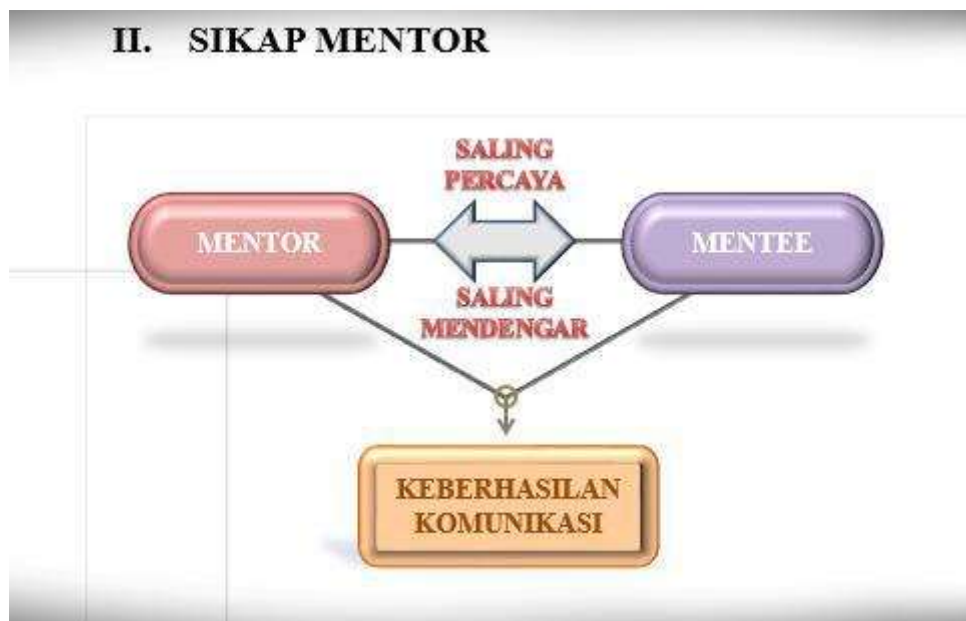 II. SIKAP MENTOR
SALING
PERCAYA
MENTOR
MENTEE
SALING
MENDENGAR
KEBERHASILAN
KOMUNIKASI